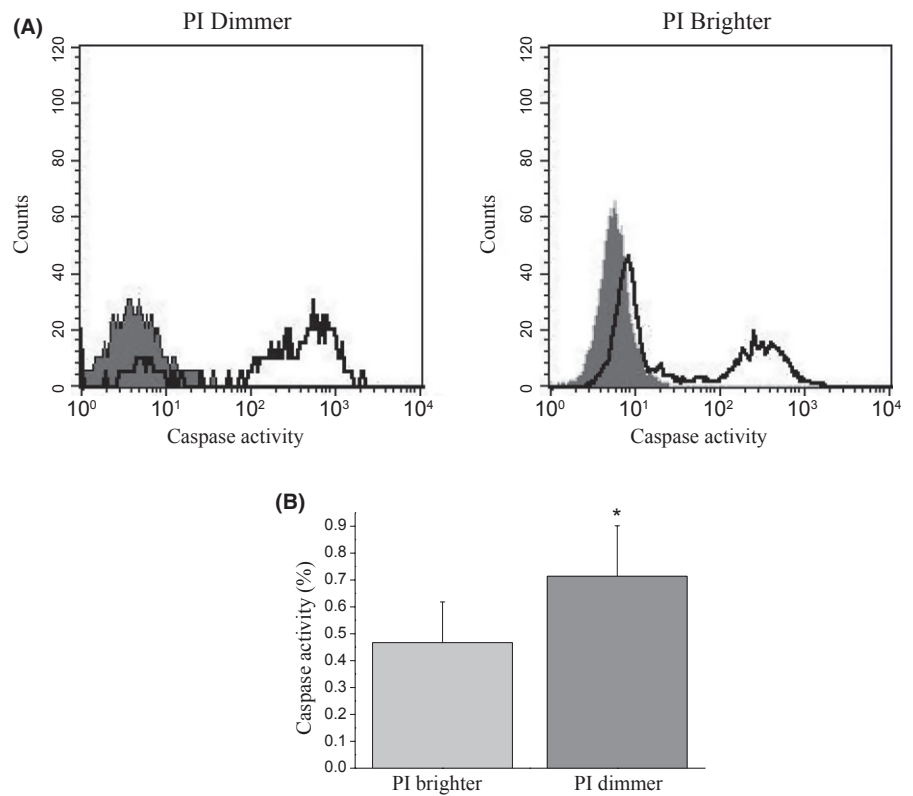 (A)
PI Dimmer
PI Brighter
120
100
80
60
40
20
0
Counts
10⁰ 10¹ 10² 10³ 10⁴
Caspase activity
120
100
80
60
40
20
0
Counts
10⁰ 10¹ 10² 10³ 10⁴
Caspase activity
(B)
*
0.9
0.8
0.7
0.6
0.5
0.4
0.3
0.2
0.1
0.0
Caspase activity (%)
PI brighter
PI dimmer